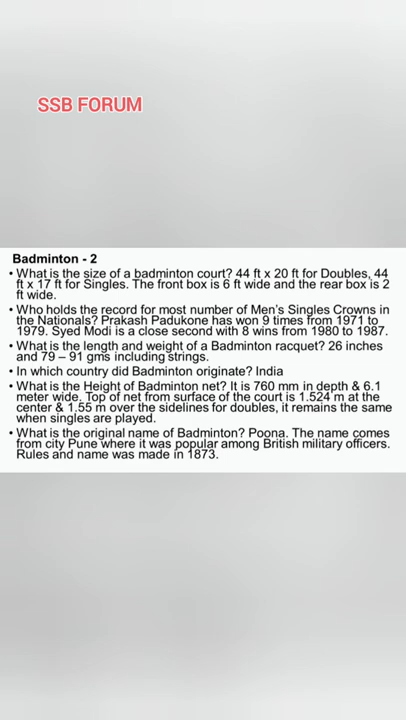 SSB FORUM
Badminton - 2
• What is the size of a badminton court? 44 ft x 20 ft for Doubles, 44
ft x 17 ft for Singles. The front box is 6 ft wide and the rear box is 2
ft wide.
• Who holds the record for most number of Men's Singles Crowns in
the Nationals? Prakash Padukone has won 9 times from 1971 to
1979. Syed Modi is a close second with 8 wins from 1980 to 1987.
• What is the length and weight of a Badminton racquet? 26 inches
and 79 – 91 gms including strings.
• In which country did Badminton originate? India
• What is the Height of Badminton net? It is 760 mm in depth & 6.1
meter wide. Top of net from surface of the court is 1.524 m at the
center & 1.55 m over the sidelines for doubles, it remains the same
when singles are played.
• What is the original name of Badminton? Poona. The name comes
from city Pune where it was popular among British military officers.
Rules and name was made in 1873.